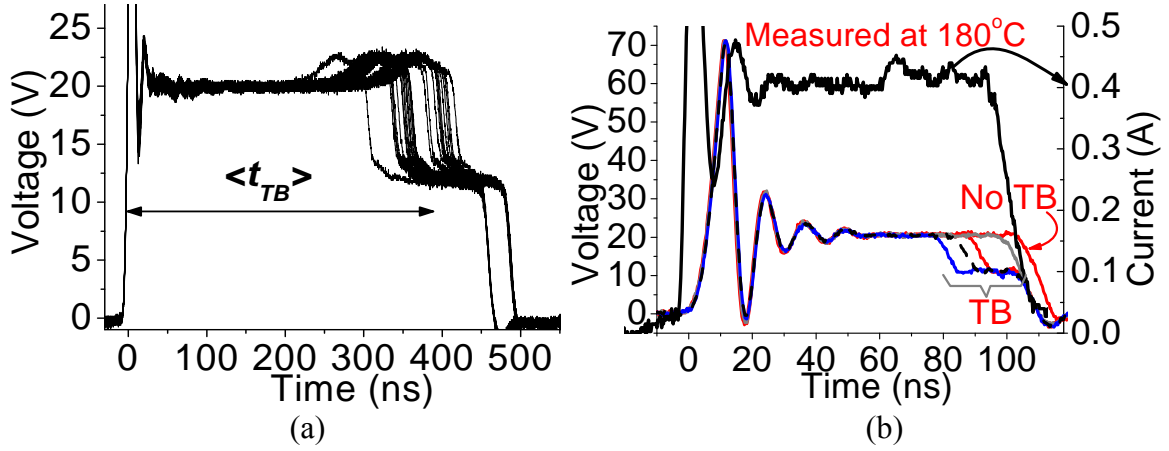 25
20
15
10
5
0
Voltage (V)
<t_TB>
0 100 200 300 400 500
Time (ns)
(a)
70
60
50
40
30
20
10
0
Voltage (V)
Measured at 180°C
No TB
TB
0.5
0.4
0.3
0.2
0.1
0.0
Current (A)
0 20 40 60 80 100
Time (ns)
(b)